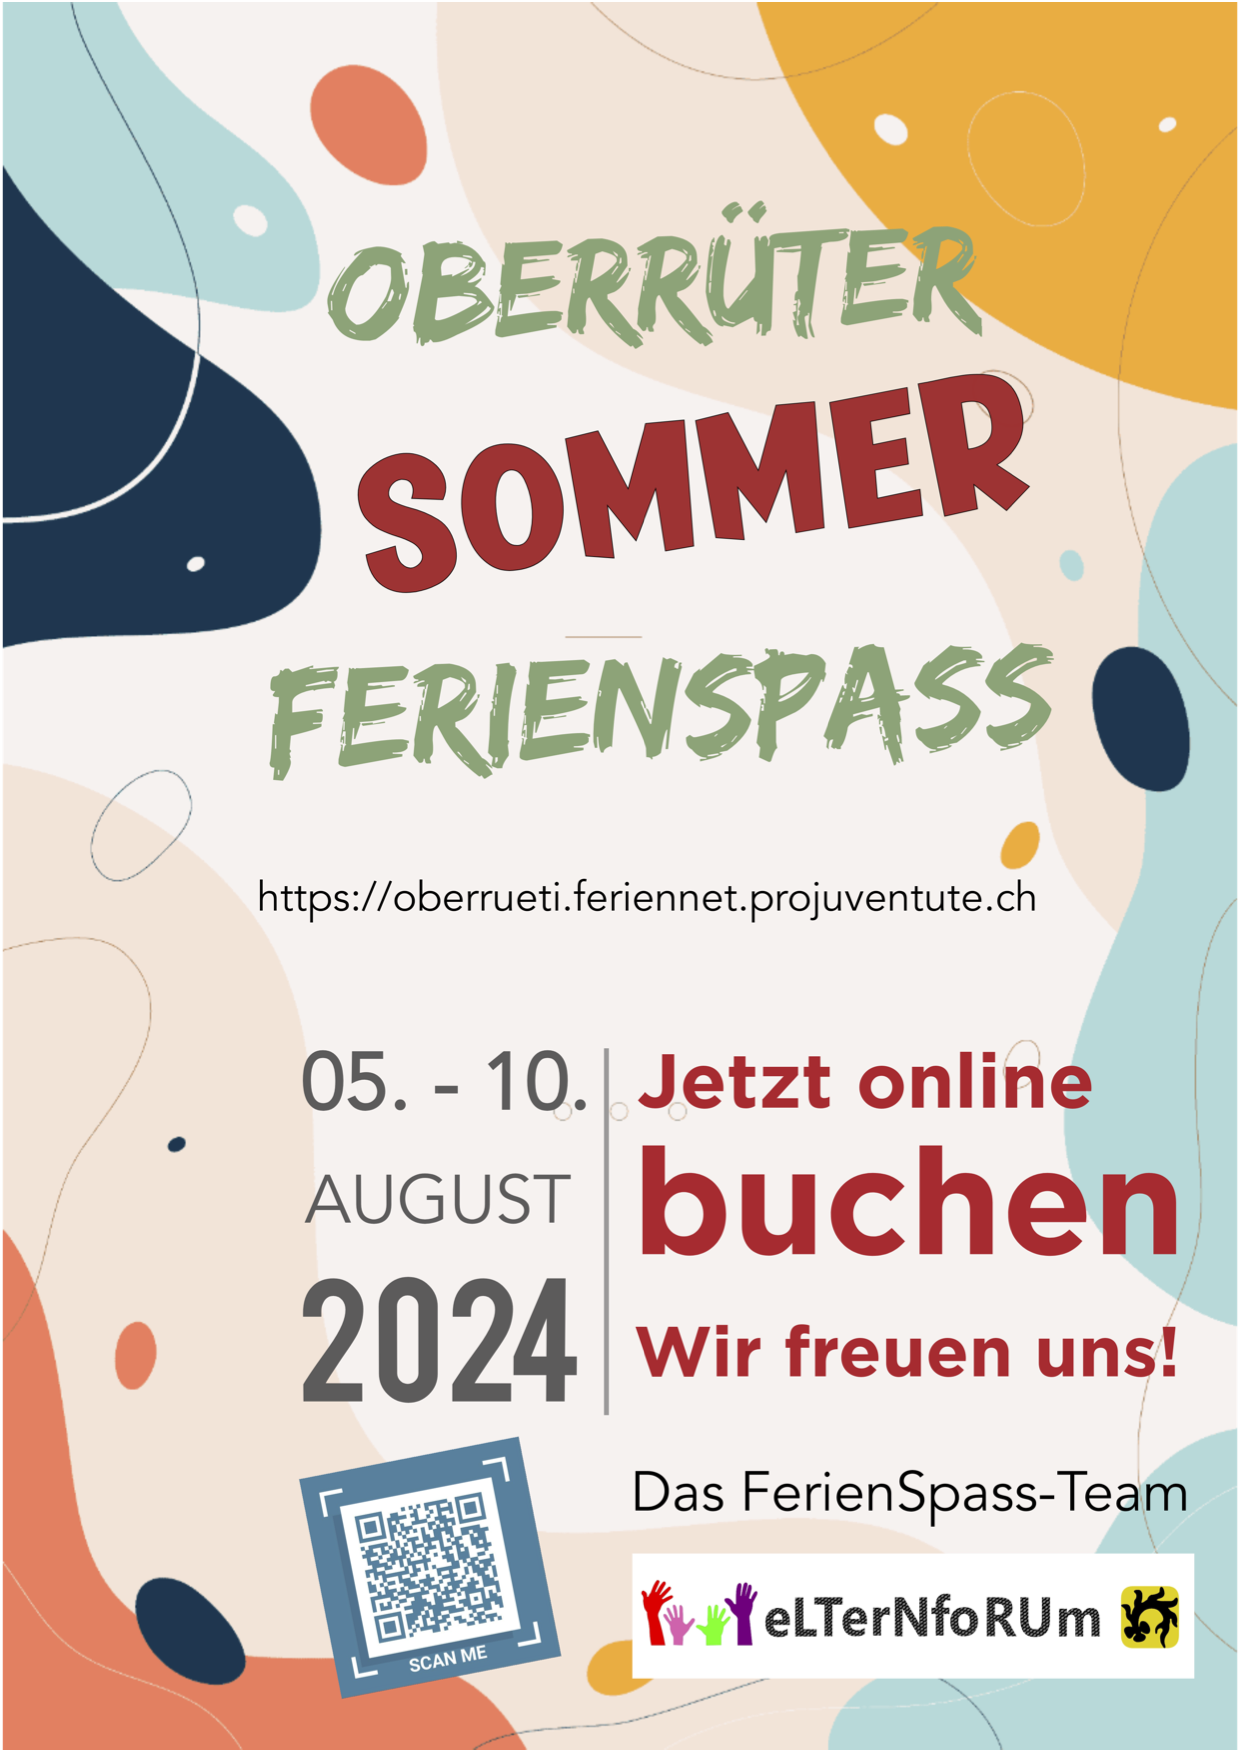 OBERRÜTER
SOMMER
FERIENSPASS
https://oberrueti.feriennet.projuventute.ch
05. - 10.
AUGUST
2024
Jetzt online
buchen
Wir freuen uns!
Das FerienSpass-Team
SCAN ME
eLTerNfoRUm